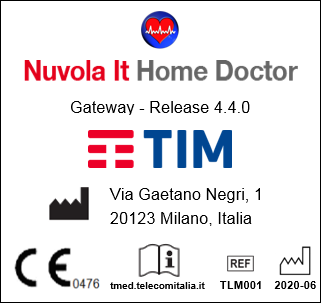 Nuvola It Home Doctor
Gateway - Release 4.4.0
TIM
Via Gaetano Negri, 1
20123 Milano, Italia
CE 0476
i
tmed.telecomitalia.it
REF
TLM001
2020-06